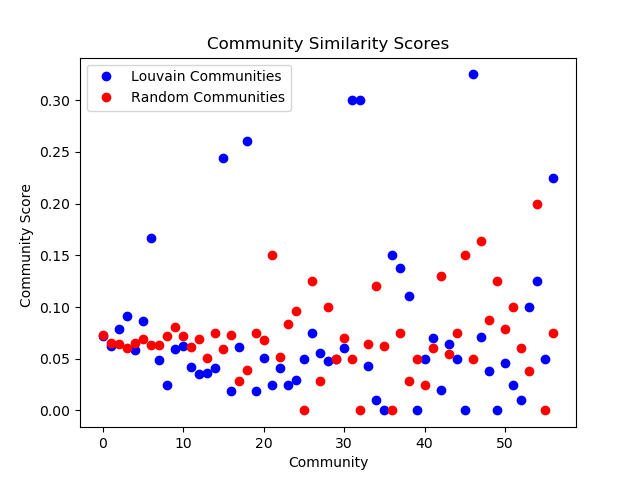 Community Similarity Scores
Louvain Communities
Random Communities
0.30
0.25
0.20
0.15
0.10
0.05
0.00
Community Score
0 10 20 30 40 50
Community